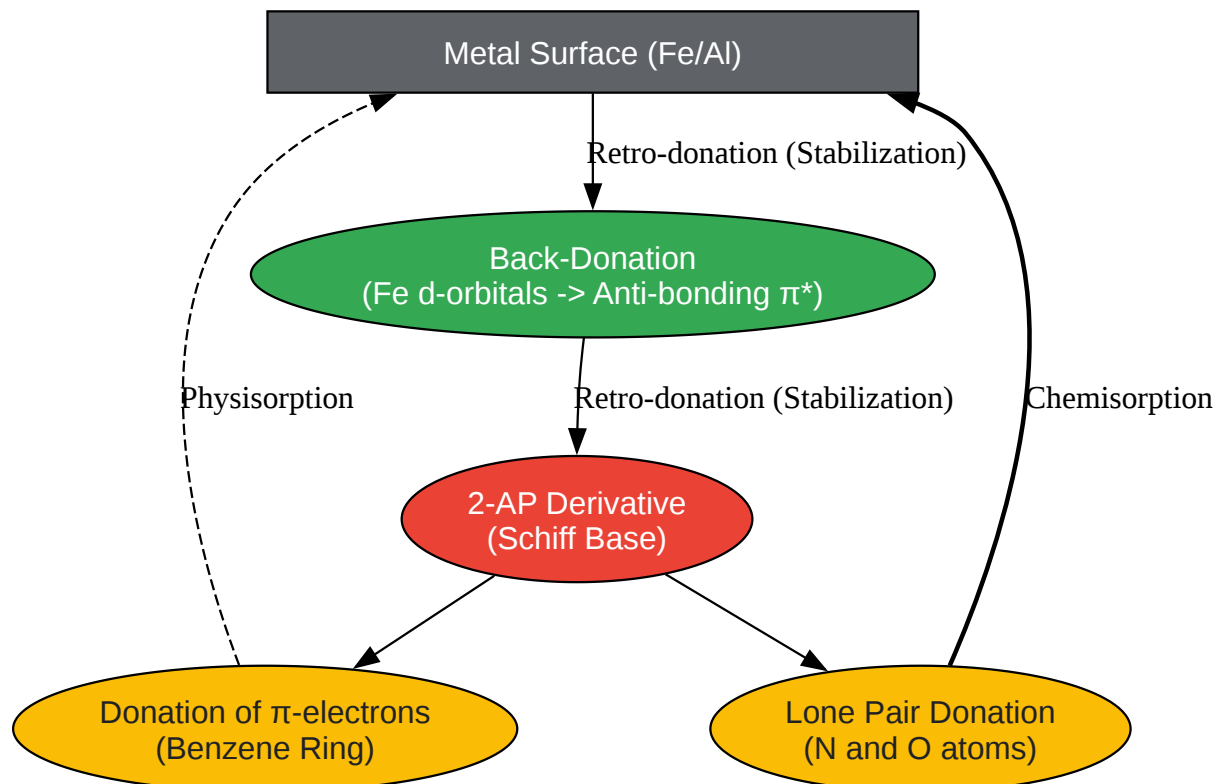 Metal Surface (Fe/Al)
Retro-donation (Stabilization)
Back-Donation
(Fe d-orbitals -> Anti-bonding π*)
Physisorption
Retro-donation (Stabilization)
Chemisorption
2-AP Derivative
(Schiff Base)
Donation of π-electrons
(Benzene Ring)
Lone Pair Donation
(N and O atoms)